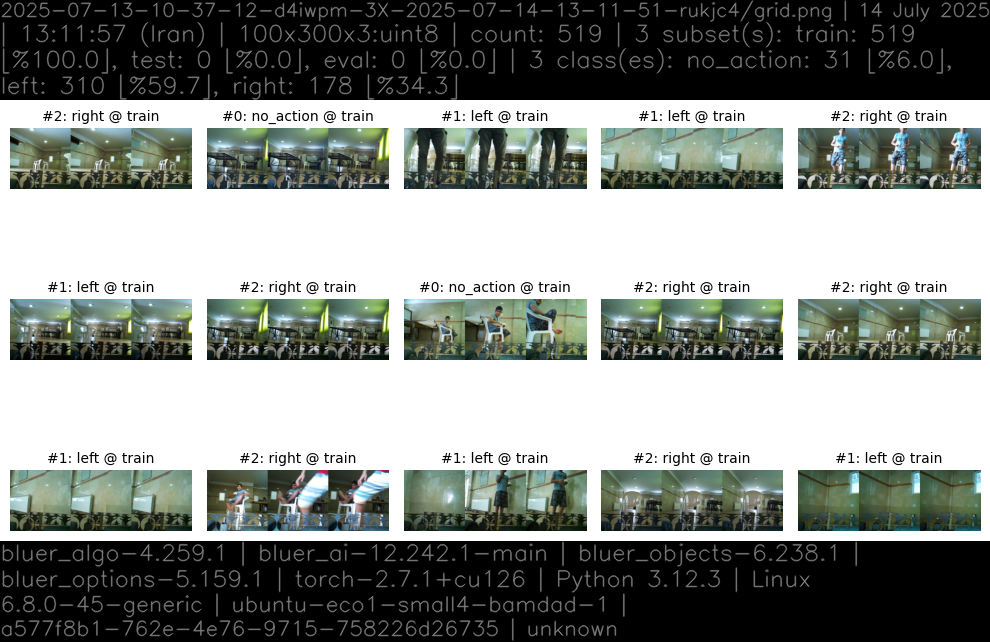 2025-07-13-10-37-12-d4iwpm-3X-2025-07-14-13-11-51-rukjc4/grid.png | 14 July 2025
| 13:11:57 (Iran) | 100x300x3:uint8 | count: 519 | 3 subset(s): train: 519
[%100.0], test: 0 [%0.0], eval: 0 [%0.0] | 3 class(es): no_action: 31 [%6.0],
left: 310 [%59.7], right: 178 [%34.3]
#2: right @ train #0: no_action @ train #1: left @ train #1: left @ train #2: right @ train
#1: left @ train #2: right @ train #0: no_action @ train #2: right @ train #2: right @ train
#1: left @ train #2: right @ train #1: left @ train #2: right @ train #1: left @ train
bluer_algo-4.259.1 | bluer_ai-12.242.1-main | bluer_objects-6.238.1 |
bluer_options-5.159.1 | torch-2.7.1+cu126 | Python 3.12.3 | Linux
6.8.0-45-generic | ubuntu-eco1-small4-bamdad-1 |
a577f8b1-762e-4e76-9715-758226d26735 | unknown